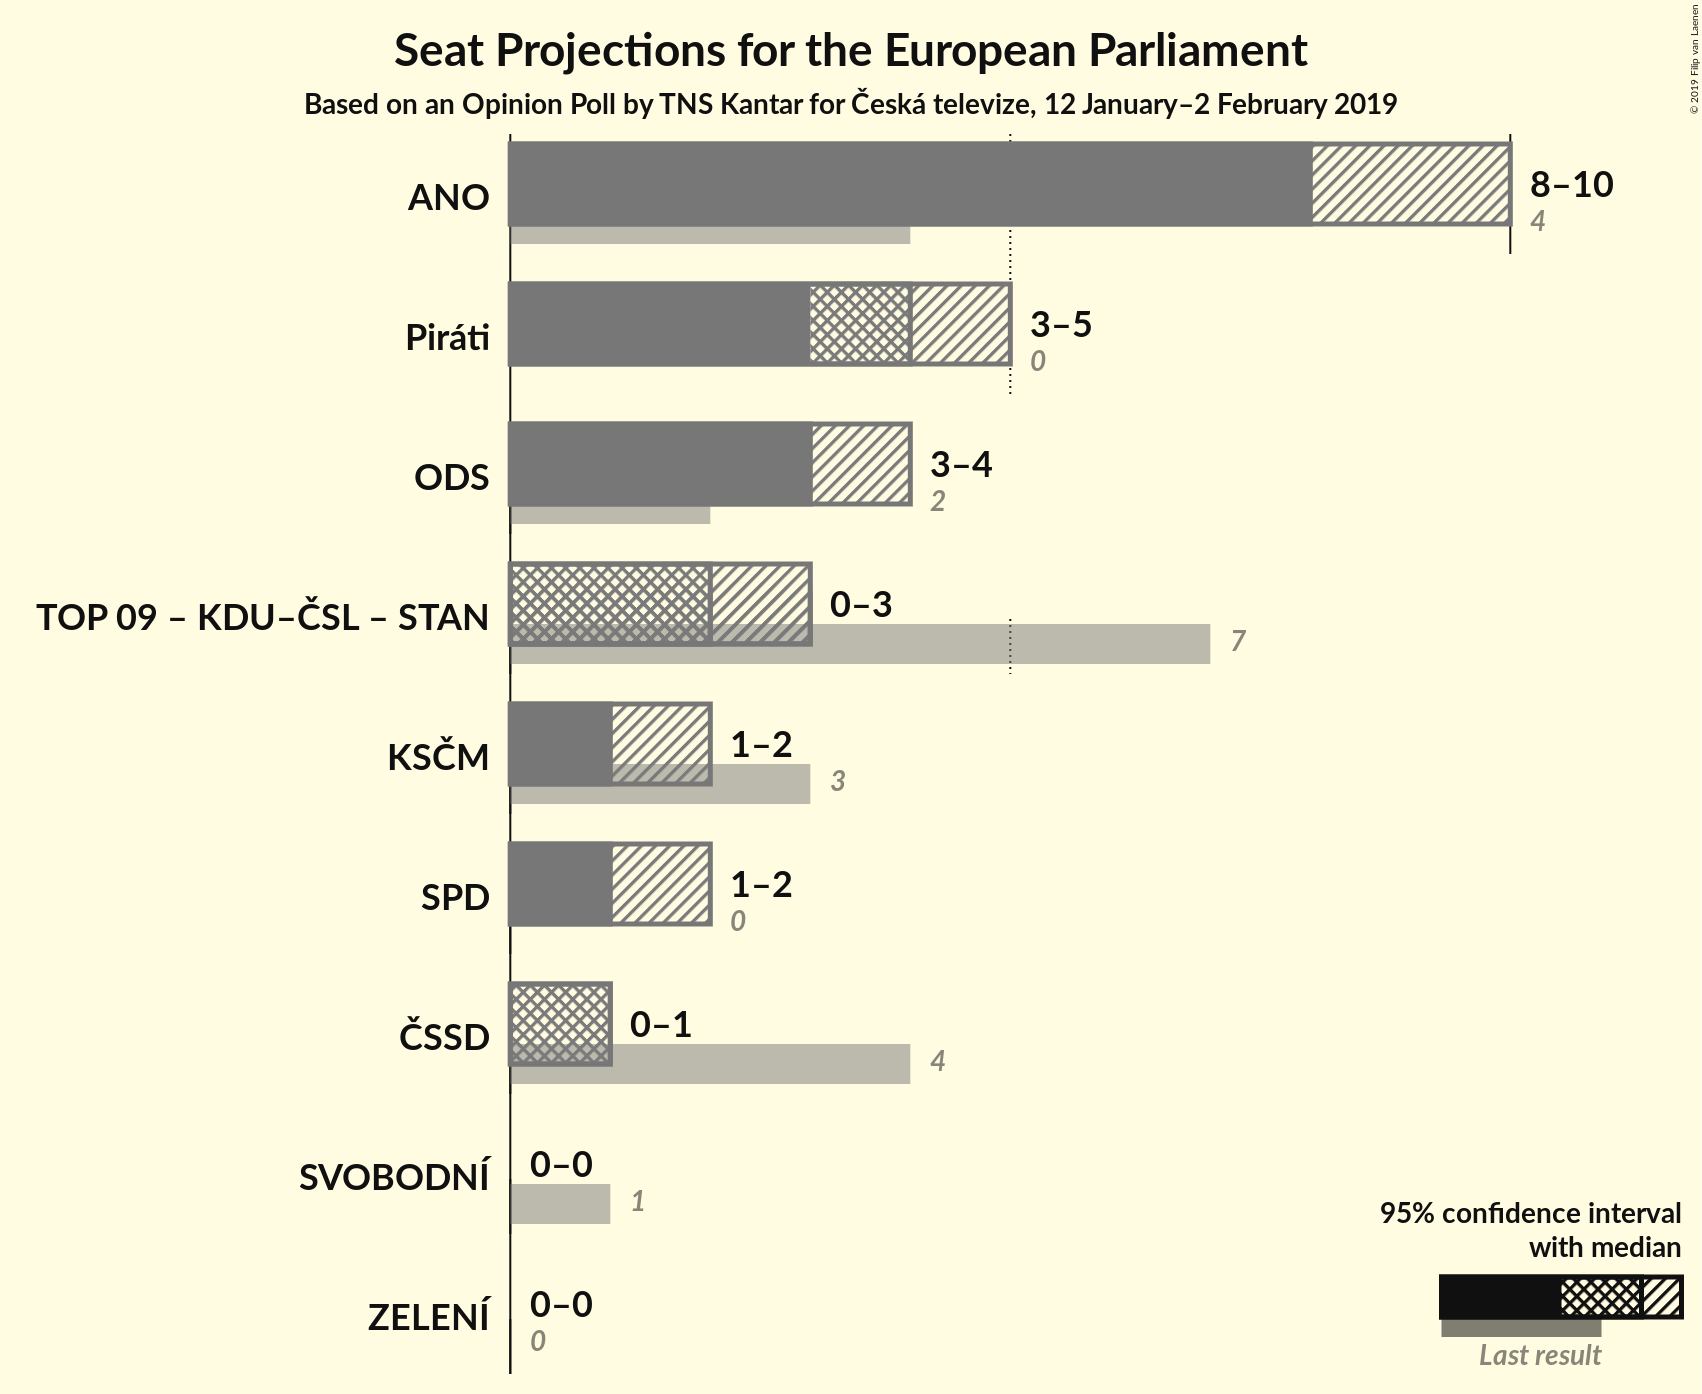 Seat Projections for the European Parliament
Based on an Opinion Poll by TNS Kantar for Česká televize, 12 January–2 February 2019
© 2019 Filip van Laenen
ANO
8–10
4
Piráti
3–5
0
ODS
3–4
2
TOP 09 – KDU–ČSL – STAN
0–3
7
KSČM
1–2
3
SPD
1–2
0
ČSSD
0–1
4
SVOBODNÍ
0–0
1
ZELENÍ
0–0
0
95% confidence interval
with median
Last result